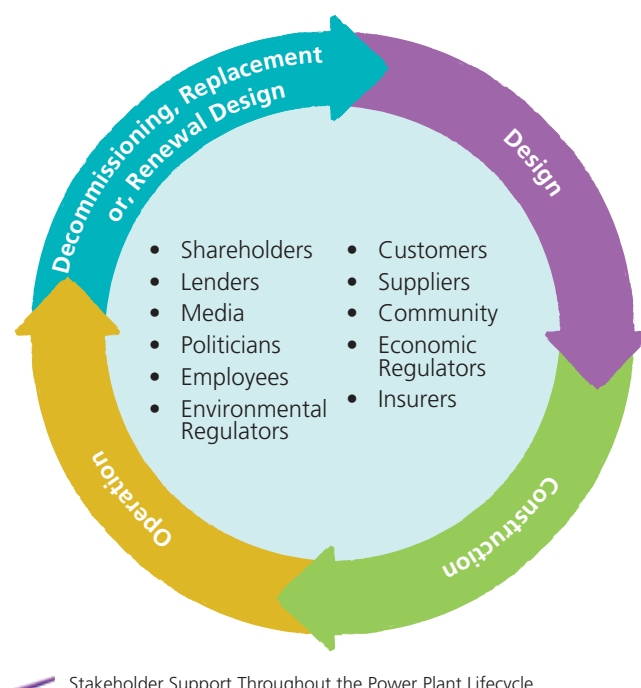 Decommissioning, Replacement
or, Renewal Design
Design
• Shareholders
• Lenders
• Media
• Politicians
• Employees
• Environmental
Regulators
• Customers
• Suppliers
• Community
• Economic
Regulators
• Insurers
Construction
Operation
Stakeholder Support Throughout the Power Plant Lifecycle